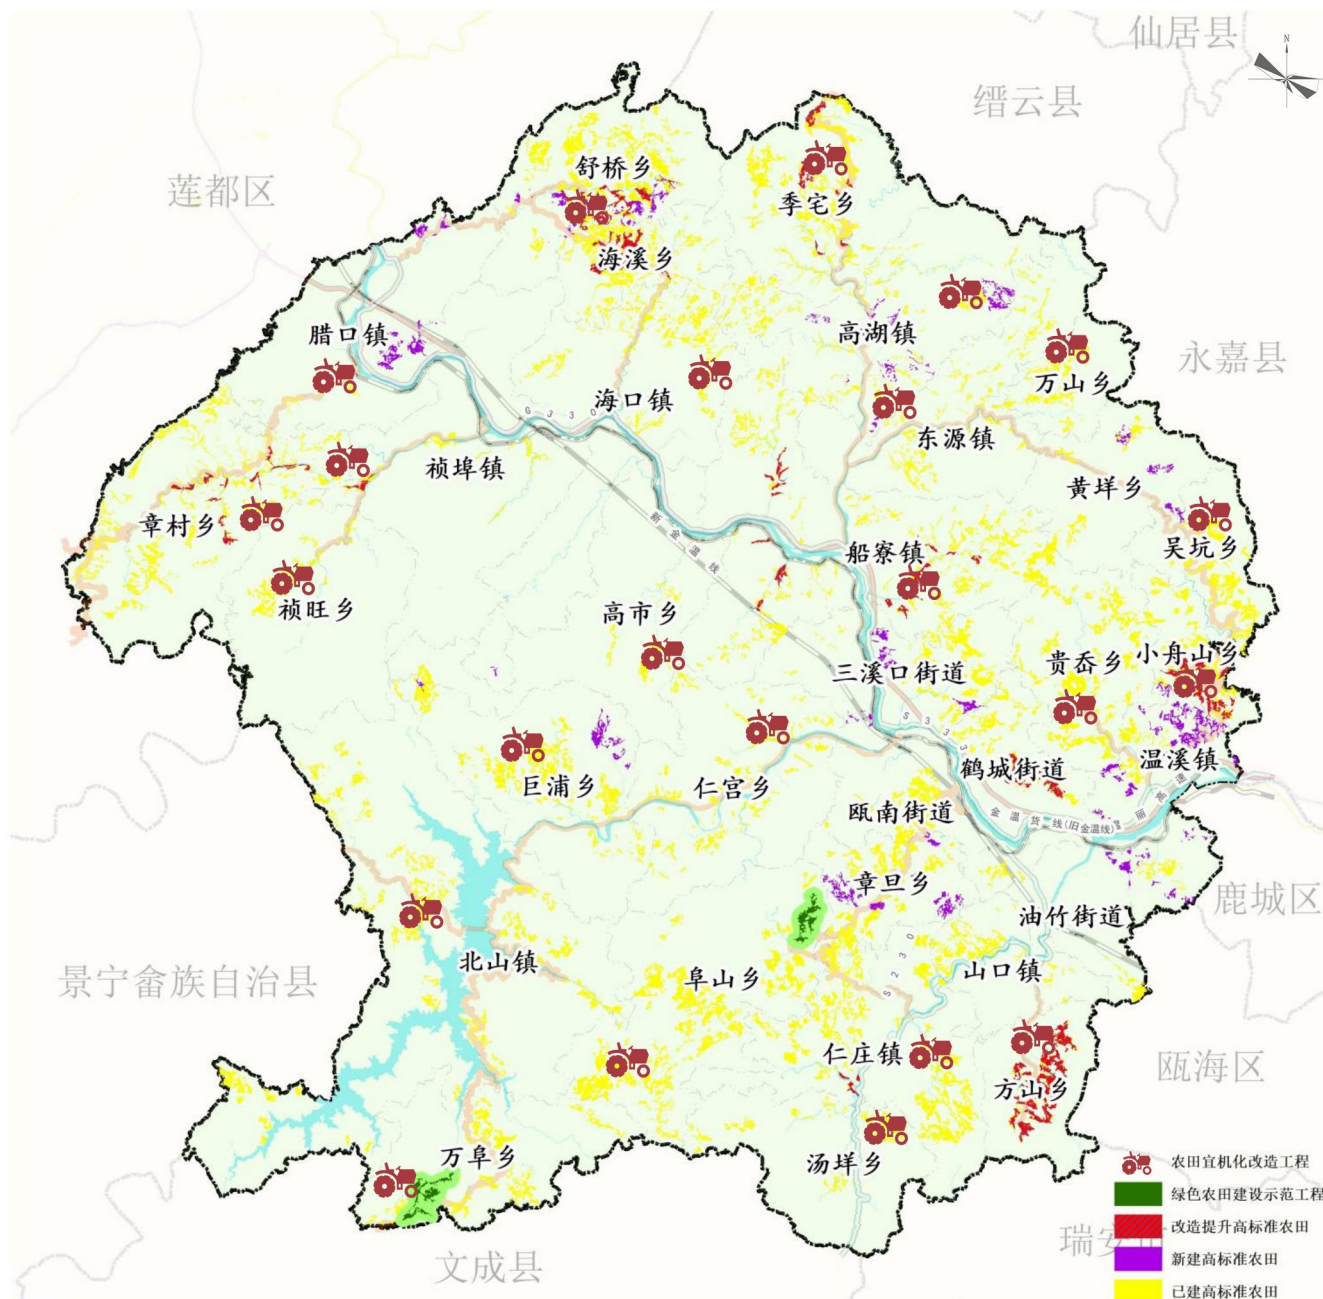 仙居县
N
缙云县
舒桥乡
莲都区
季宅乡
海溪乡
腊口镇
高湖镇
永嘉县
万山乡
海口镇
G330
东源镇
祯埠镇
黄垟乡
章村乡
新金温线
吴坑乡
船寮镇
祯旺乡
高市乡
小舟山乡
贵岙乡
三溪口街道
S333
温溪镇
鹤城街道
巨浦乡
仁宫乡
瓯南街道
金温货线(旧金温线)
章旦乡
鹿城区
油竹街道
S230
北山镇
阜山乡
山口镇
景宁畲族自治县
仁庄镇
瓯海区
方山乡
万阜乡
汤垟乡
农田宜机化改造工程
绿色农田建设示范工程
改造提升高标准农田
瑞安
新建高标准农田
文成县
已建高标准农田